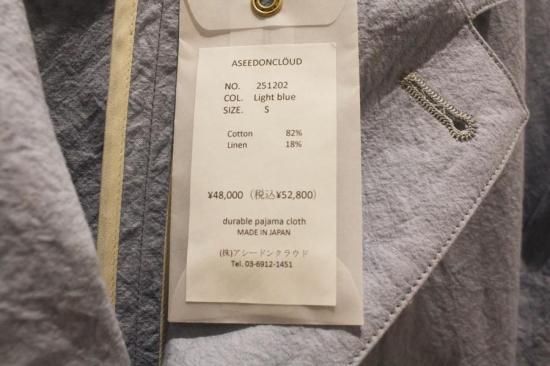 ASEEDONCLÖUD
NO. 251202
COL. Light blue
SIZE. S
Cotton 82%
Linen 18%
¥48,000 (税込¥52,800)
durable pajama cloth
MADE IN JAPAN
(株)アシードンクラウド
Tel. 03-6912-1451